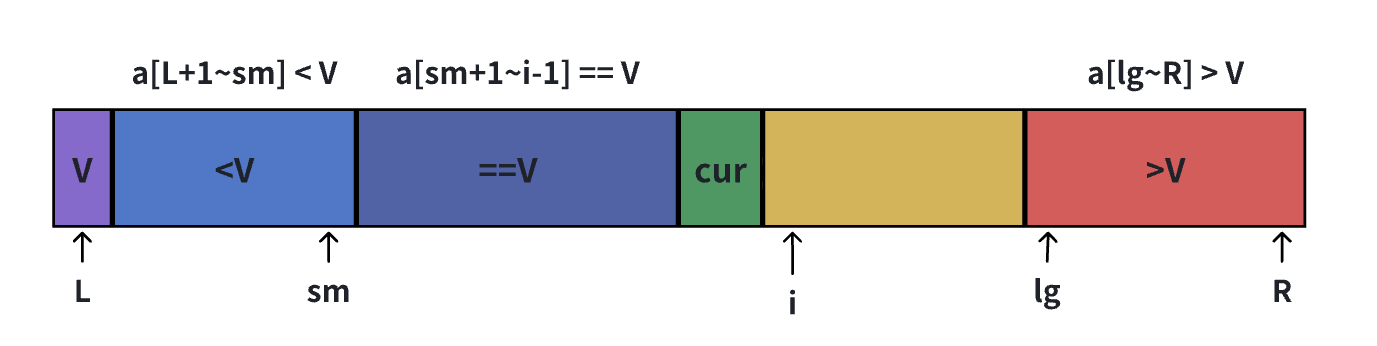 a[L+1~sm] < V a[sm+1~i-1] == V a[lg~R] > V
V <V ==V cur >V
L sm i lg R